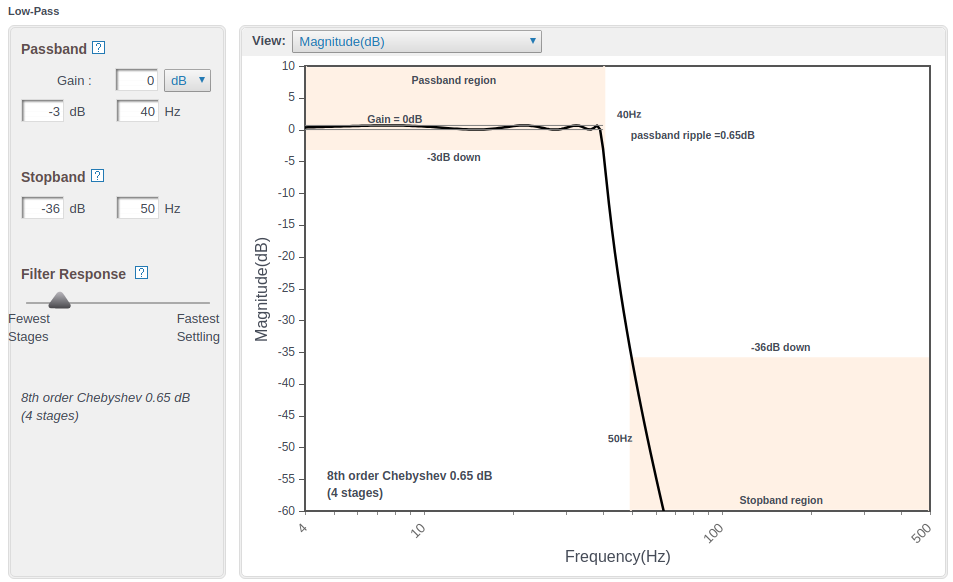 Low-Pass
Passband ?
Gain : 0 dB
-3 dB 40 Hz
Stopband ?
-36 dB 50 Hz
Filter Response ?
Fewest Stages
Fastest Settling
8th order Chebyshev 0.65 dB
(4 stages)
View: Magnitude(dB)
10
5
0
-5
-10
-15
-20
-25
-30
-35
-40
-45
-50
-55
-60
Magnitude(dB)
Passband region
Gain = 0dB
-3dB down
40Hz
passband ripple =0.65dB
-36dB down
50Hz
Stopband region
8th order Chebyshev 0.65 dB
(4 stages)
4
10
100
500
Frequency(Hz)